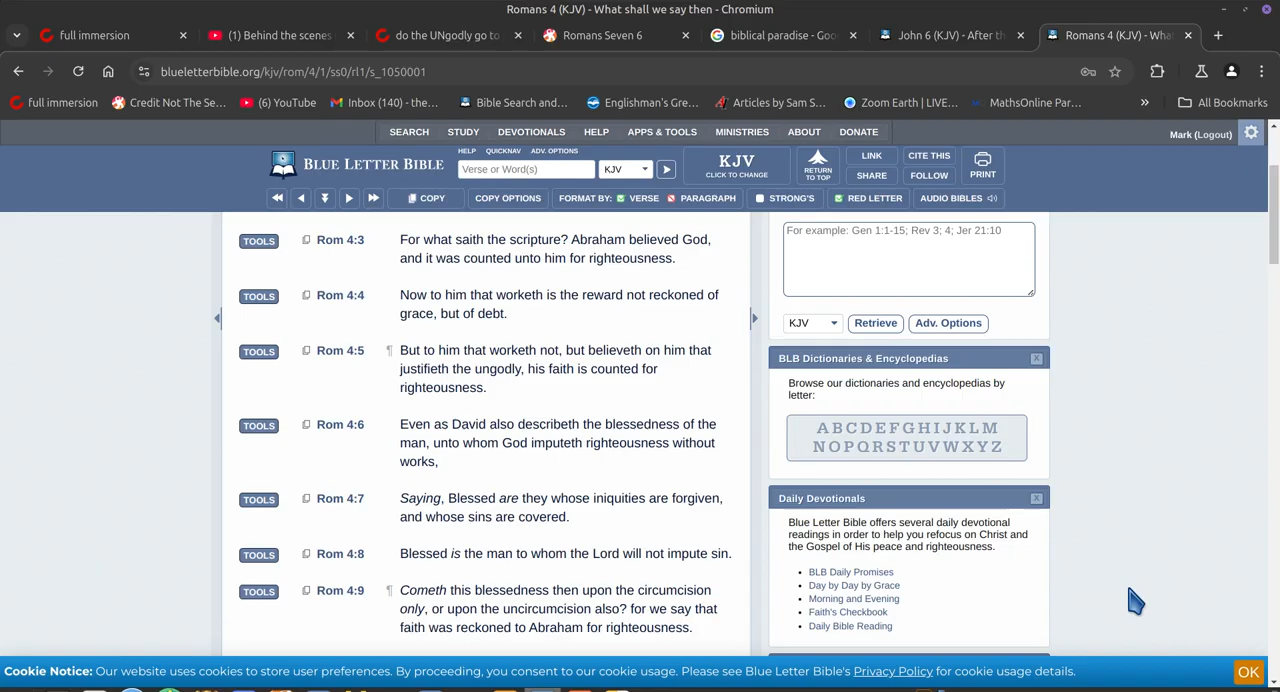 Romans 4 (KJV) - What shall we say then - Chromium
full immersion
(1) Behind the scenes
do the UNgodly go to
Romans Seven 6
biblical paradise - Goo
John 6 (KJV) - After th
Romans 4 (KJV) - Wha
blueletterbible.org/kjv/rom/4/1/ss0/rl1/s_1050001
full immersion
Credit Not The Se...
(6) YouTube
Inbox (140) - the...
Bible Search and...
Englishman's Gre...
Articles by Sam S...
Zoom Earth | LIVE...
MathsOnline Par...
All Bookmarks
SEARCH STUDY DEVOTIONALS HELP APPS & TOOLS MINISTRIES ABOUT DONATE
Mark (Logout)
BLUE LETTER BIBLE
HELP QUICKNAV ADV. OPTIONS
Verse or Word(s)
KJV
KJV
CLICK TO CHANGE
RETURN
TO TOP
LINK
CITE THIS
SHARE
FOLLOW
PRINT
COPY
COPY OPTIONS
FORMAT BY: VERSE PARAGRAPH
STRONG'S
RED LETTER
AUDIO BIBLES
TOOLS Rom 4:3 For what saith the scripture? Abraham believed God,
and it was counted unto him for righteousness.
TOOLS Rom 4:4 Now to him that worketh is the reward not reckoned of
grace, but of debt.
TOOLS Rom 4:5 ¶ But to him that worketh not, but believeth on him that
justifieth the ungodly, his faith is counted for
righteousness.
TOOLS Rom 4:6 Even as David also describeth the blessedness of the
man, unto whom God imputeth righteousness without
works,
TOOLS Rom 4:7 Saying, Blessed are they whose iniquities are forgiven,
and whose sins are covered.
TOOLS Rom 4:8 Blessed is the man to whom the Lord will not impute sin.
TOOLS Rom 4:9 ¶ Cometh this blessedness then upon the circumcision
only, or upon the uncircumcision also? for we say that
faith was reckoned to Abraham for righteousness.
For example: Gen 1:1-15; Rev 3; 4; Jer 21:10
KJV
Retrieve
Adv. Options
BLB Dictionaries & Encyclopedias
X
Browse our dictionaries and encyclopedias by
letter:
A B C D E F G H I J K L M
N O P Q R S T U V W X Y Z
Daily Devotionals
X
Blue Letter Bible offers several daily devotional
readings in order to help you refocus on Christ and
the Gospel of His peace and righteousness.
• BLB Daily Promises
• Day by Day by Grace
• Morning and Evening
• Faith's Checkbook
• Daily Bible Reading
Cookie Notice: Our website uses cookies to store user preferences. By proceeding, you consent to our cookie usage. Please see Blue Letter Bible's Privacy Policy for cookie usage details.
OK